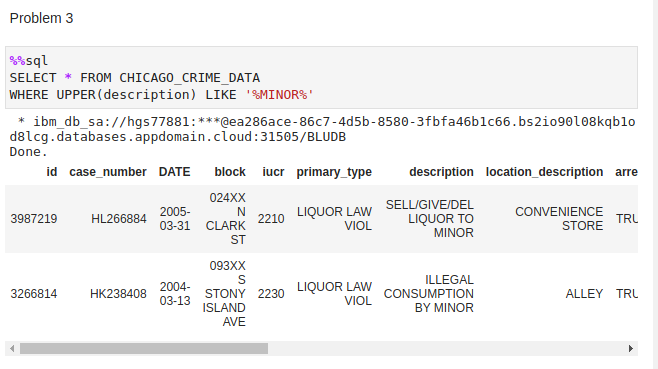 Problem 3
%%sql
SELECT * FROM CHICAGO_CRIME_DATA
WHERE UPPER(description) LIKE '%MINOR%'
* ibm_db_sa://hgs77881:***@ea286ace-86c7-4d5b-8580-3fbfa46b1c66.bs2io90l08kqb1o
d8lcg.databases.appdomain.cloud:31505/BLUDB
Done.
id case_number DATE block iucr primary_type description location_description arre
3987219 HL266884 2005-03-31 024XX N CLARK ST 2210 LIQUOR LAW VIOL SELL/GIVE/DEL LIQUOR TO MINOR CONVENIENCE STORE TRU
3266814 HK238408 2004-03-13 093XX S STONY ISLAND AVE 2230 LIQUOR LAW VIOL ILLEGAL CONSUMPTION BY MINOR ALLEY TRU